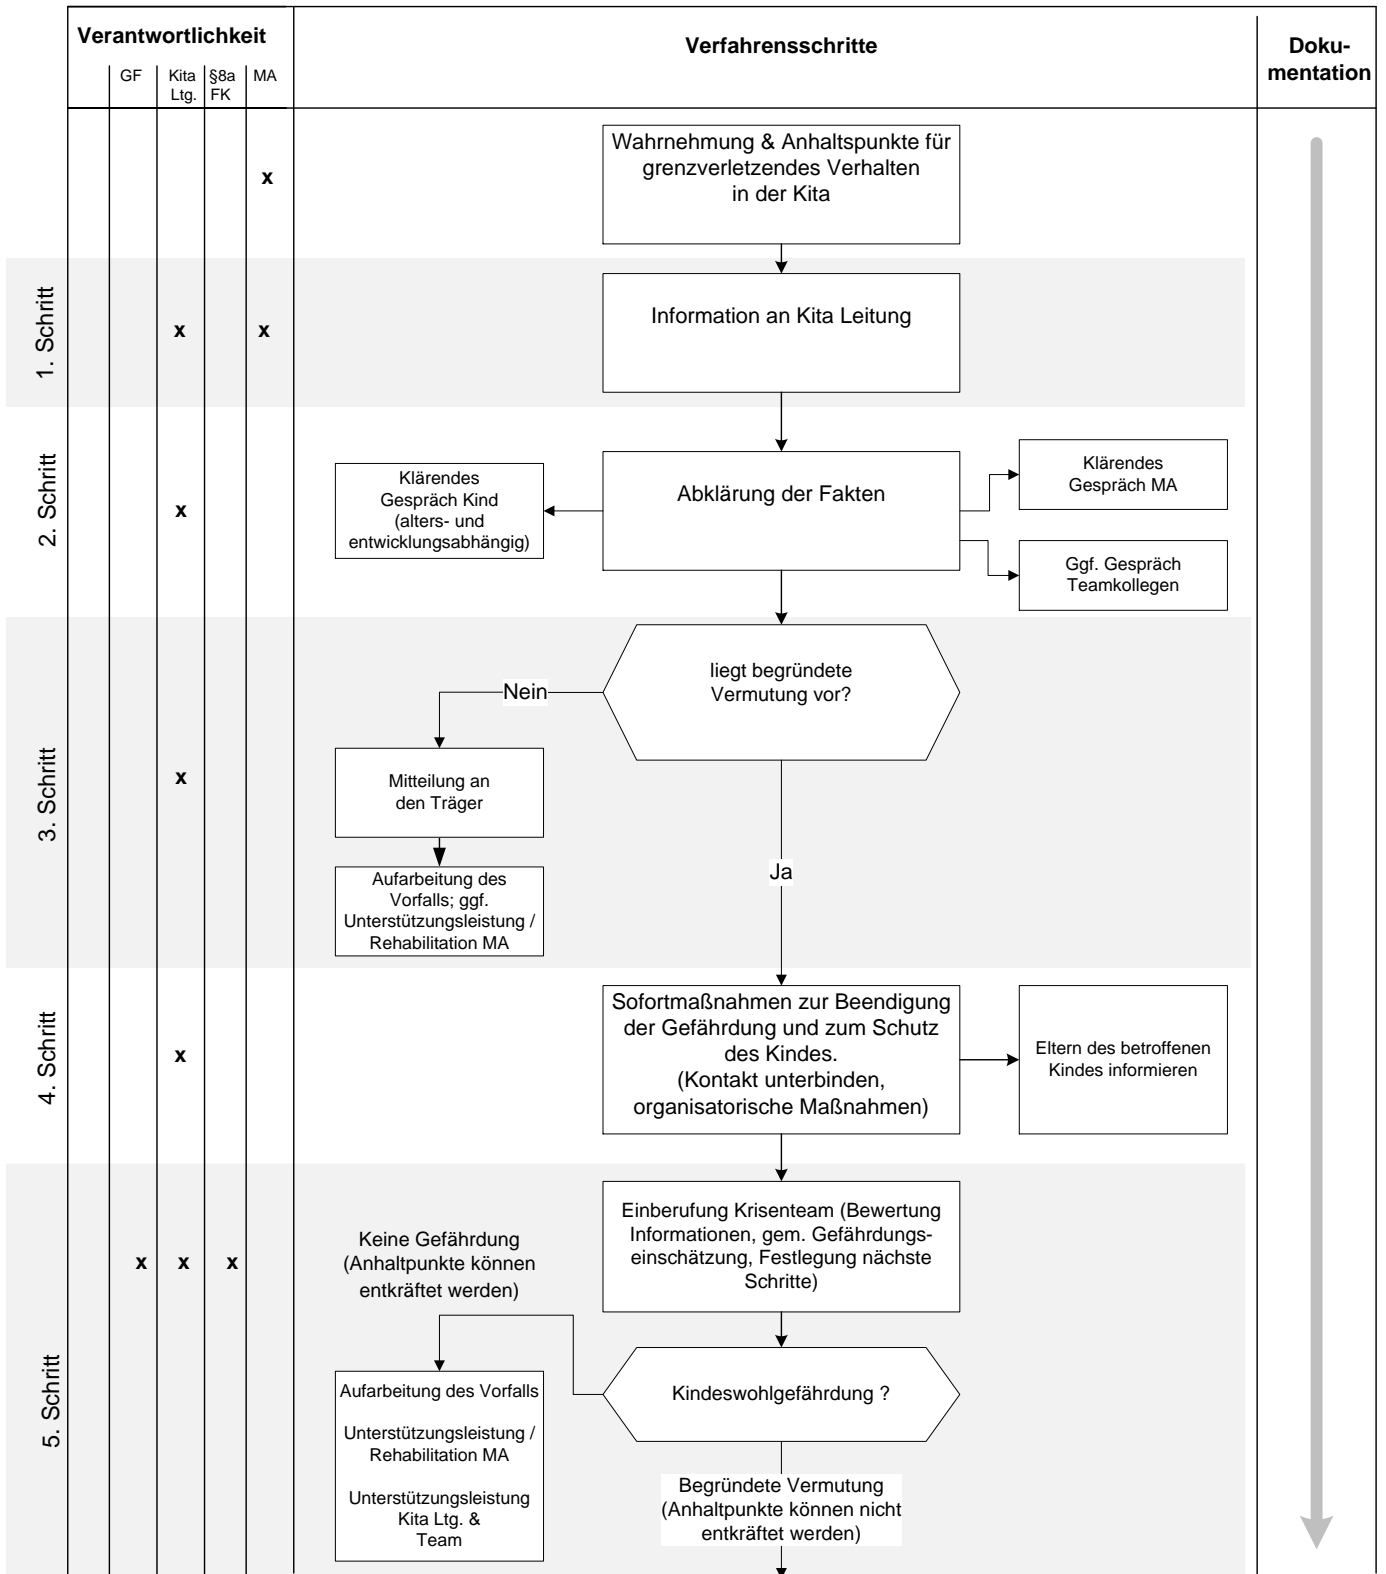 Verantwortlichkeit
GF
Kita
Ltg.
§8a
FK
MA
Verfahrensschritte
Doku-
mentation
x
Wahrnehmung & Anhaltspunkte für
grenzverletzendes Verhalten
in der Kita
1. Schritt
x
x
Information an Kita Leitung
2. Schritt
x
Klärendes
Gespräch Kind
(alters- und
entwicklungsabhängig)
Abklärung der Fakten
Klärendes
Gespräch MA
Ggf. Gespräch
Teamkollegen
3. Schritt
x
liegt begründete
Vermutung vor?
Nein
Mitteilung an
den Träger
Aufarbeitung des
Vorfalls; ggf.
Unterstützungsleistung /
Rehabilitation MA
Ja
4. Schritt
x
Sofortmaßnahmen zur Beendigung
der Gefährdung und zum Schutz
des Kindes.
(Kontakt unterbinden,
organisatorische Maßnahmen)
Eltern des betroffenen
Kindes informieren
5. Schritt
x
x
x
Einberufung Krisenteam (Bewertung
Informationen, gem. Gefährdungs-
einschätzung, Festlegung nächste
Schritte)
Keine Gefährdung
(Anhaltpunkte können
entkräftet werden)
Kindeswohlgefährdung ?
Aufarbeitung des Vorfalls
Unterstützungsleistung /
Rehabilitation MA
Unterstützungsleistung
Kita Ltg. &
Team
Begründete Vermutung
(Anhaltpunkte können nicht
entkräftet werden)